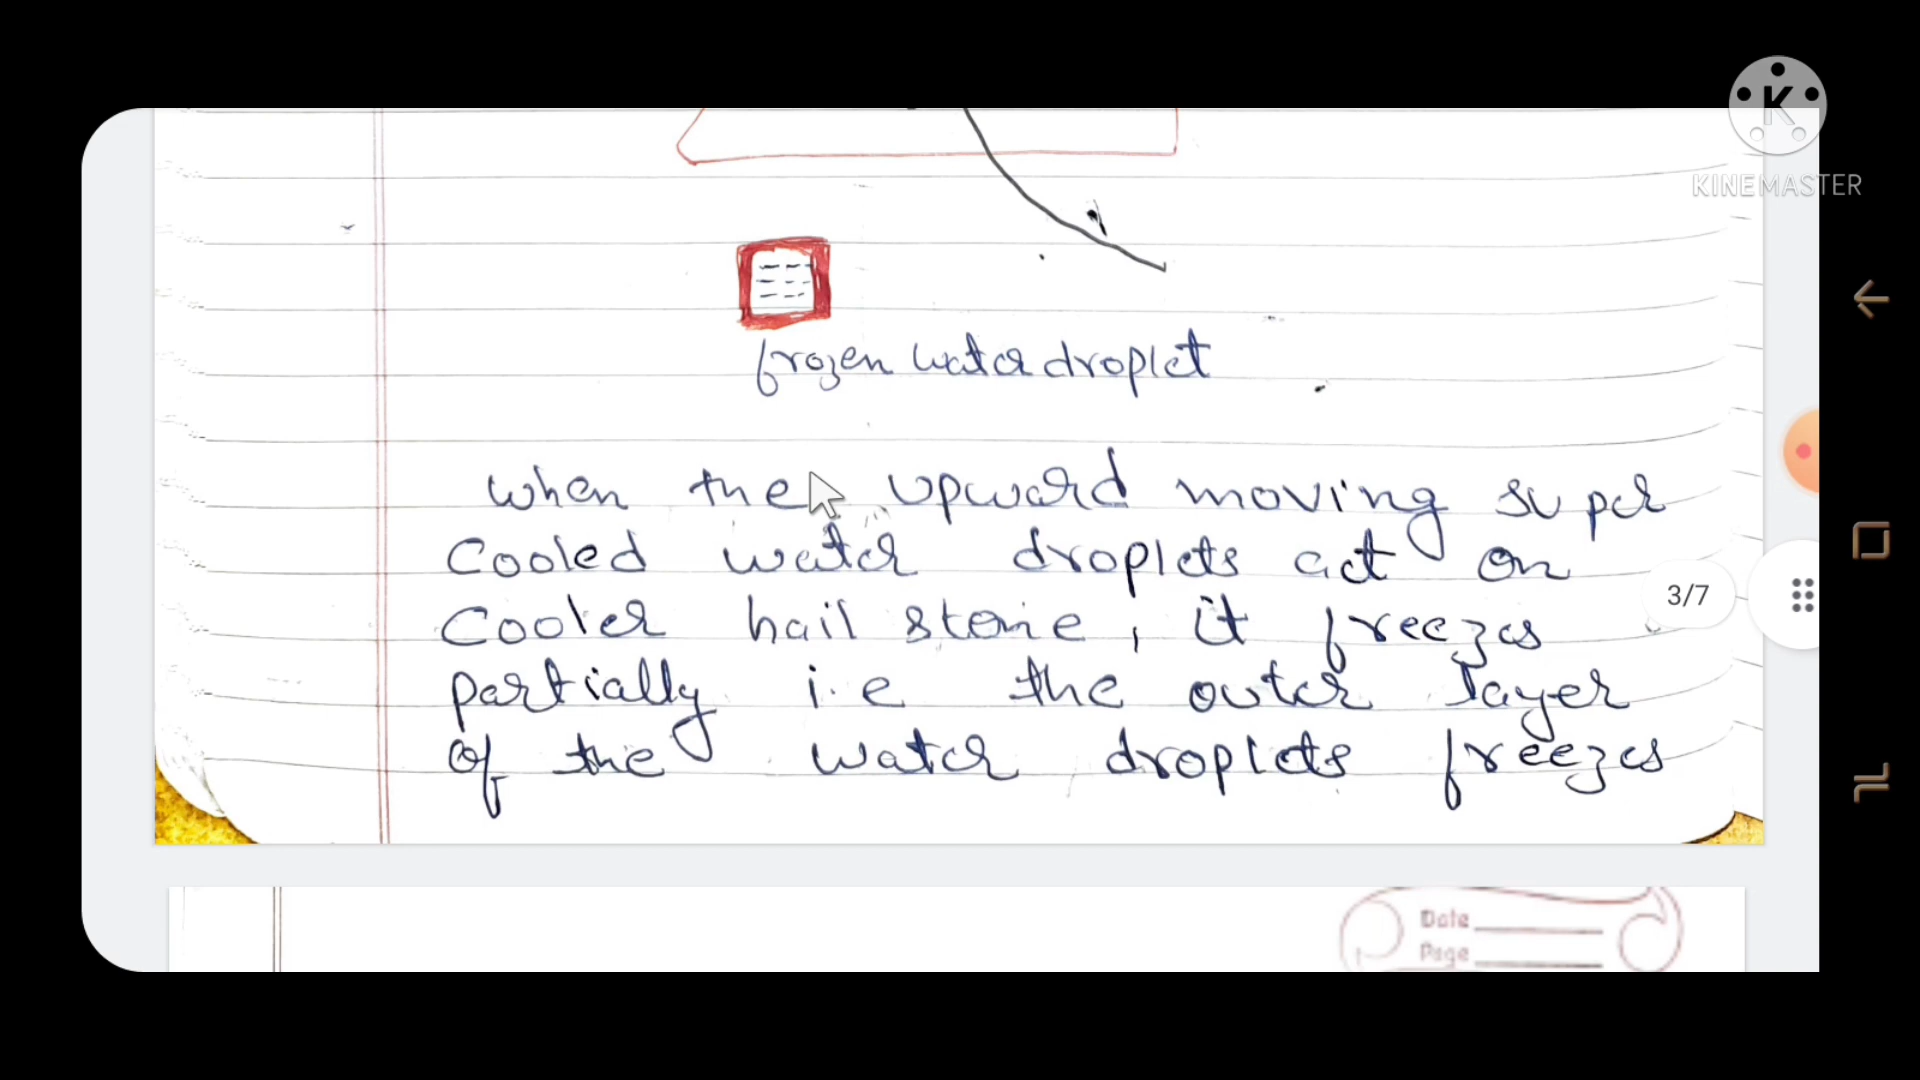 KINEMASTER
frozen water droplet
when the upward moving super
cooled water droplets act on
cooler hail stone, it freezes
3/7
partially i.e the outer layer
of the water droplets freezes
Date
Page